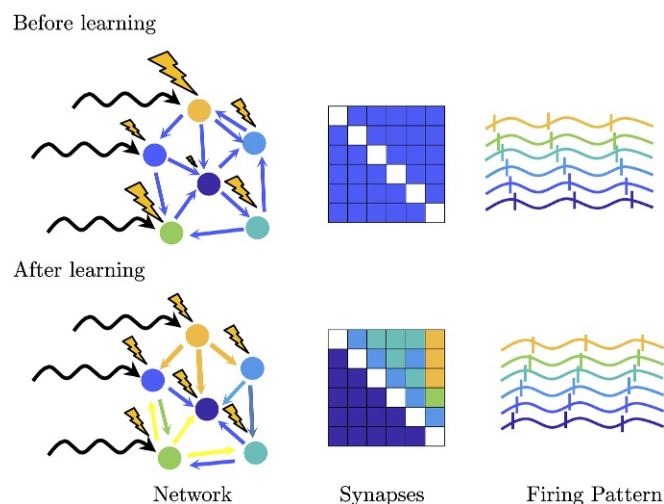 Before learning
After learning
Network
Synapses
Firing Pattern